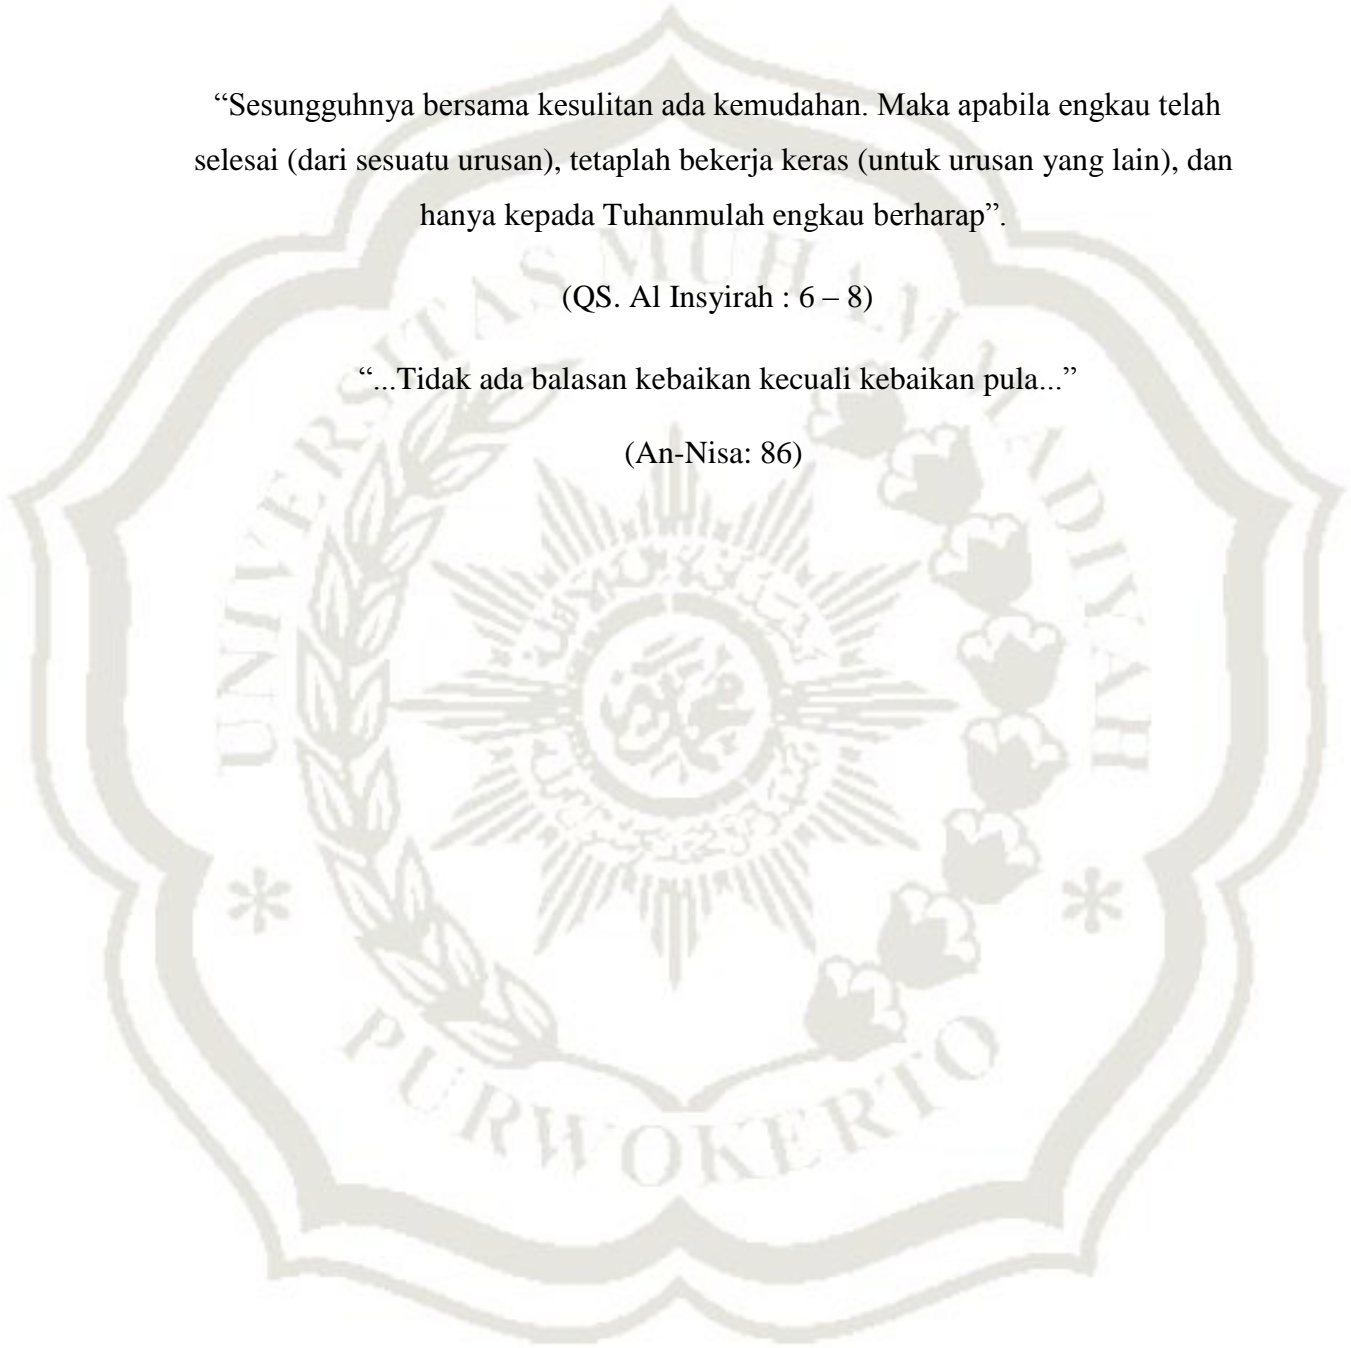 “Sesungguhnya bersama kesulitan ada kemudahan. Maka apabila engkau telah
selesai (dari sesuatu urusan), tetaplah bekerja keras (untuk urusan yang lain), dan
hanya kepada Tuhanmulah engkau berharap”.
(QS. Al Insyirah : 6 – 8)
“...Tidak ada balasan kebaikan kecuali kebaikan pula...”
(An-Nisa: 86)
UNIVERSITAS MUHAMMADIYAH
PURWOKERTO